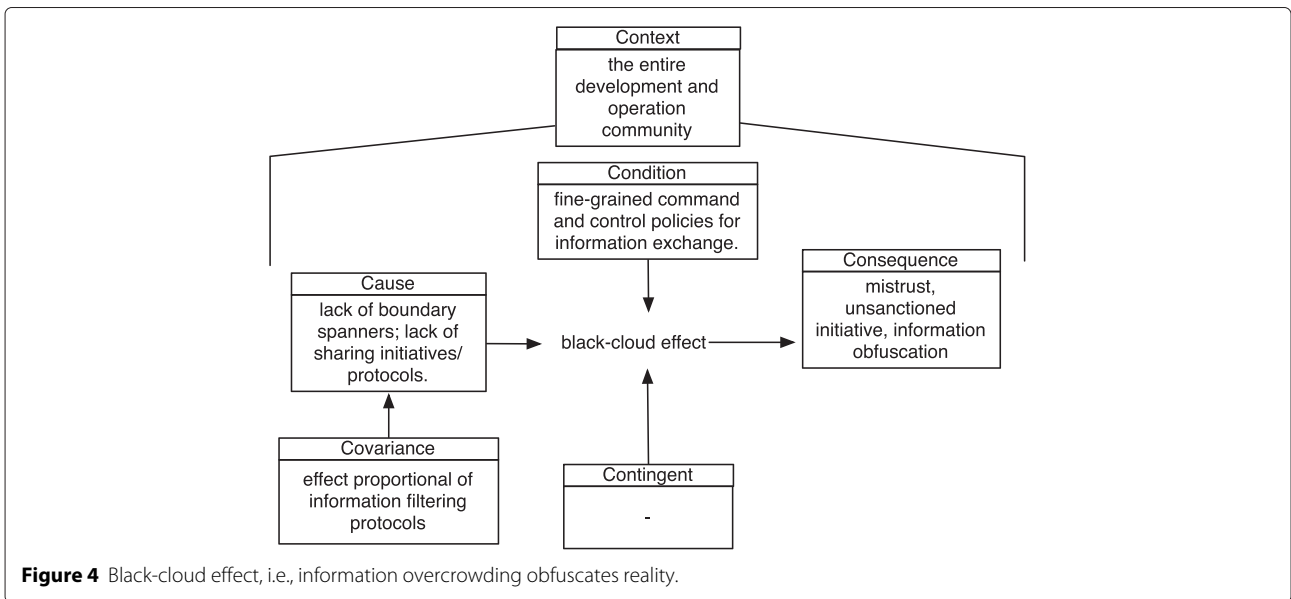 Context
the entire
development and
operation
community
Condition
fine-grained command
and control policies for
information exchange.
Cause
lack of boundary
spanners; lack of
sharing initiatives/
protocols.
black-cloud effect
Consequence
mistrust,
unsanctioned
initiative, information
obfuscation
Covariance
effect proportional of
information filtering
protocols
Contingent
-
Figure 4 Black-cloud effect, i.e., information overcrowding obfuscates reality.